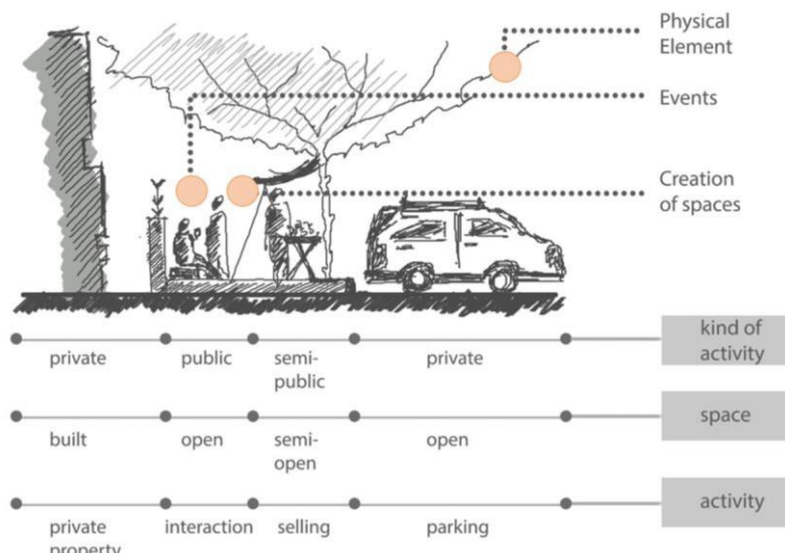 Physical
Element
Events
Creation
of spaces
private
public
semi-
public
private
kind of
activity
built
open
semi-
open
open
space
private
property
interaction
selling
parking
activity